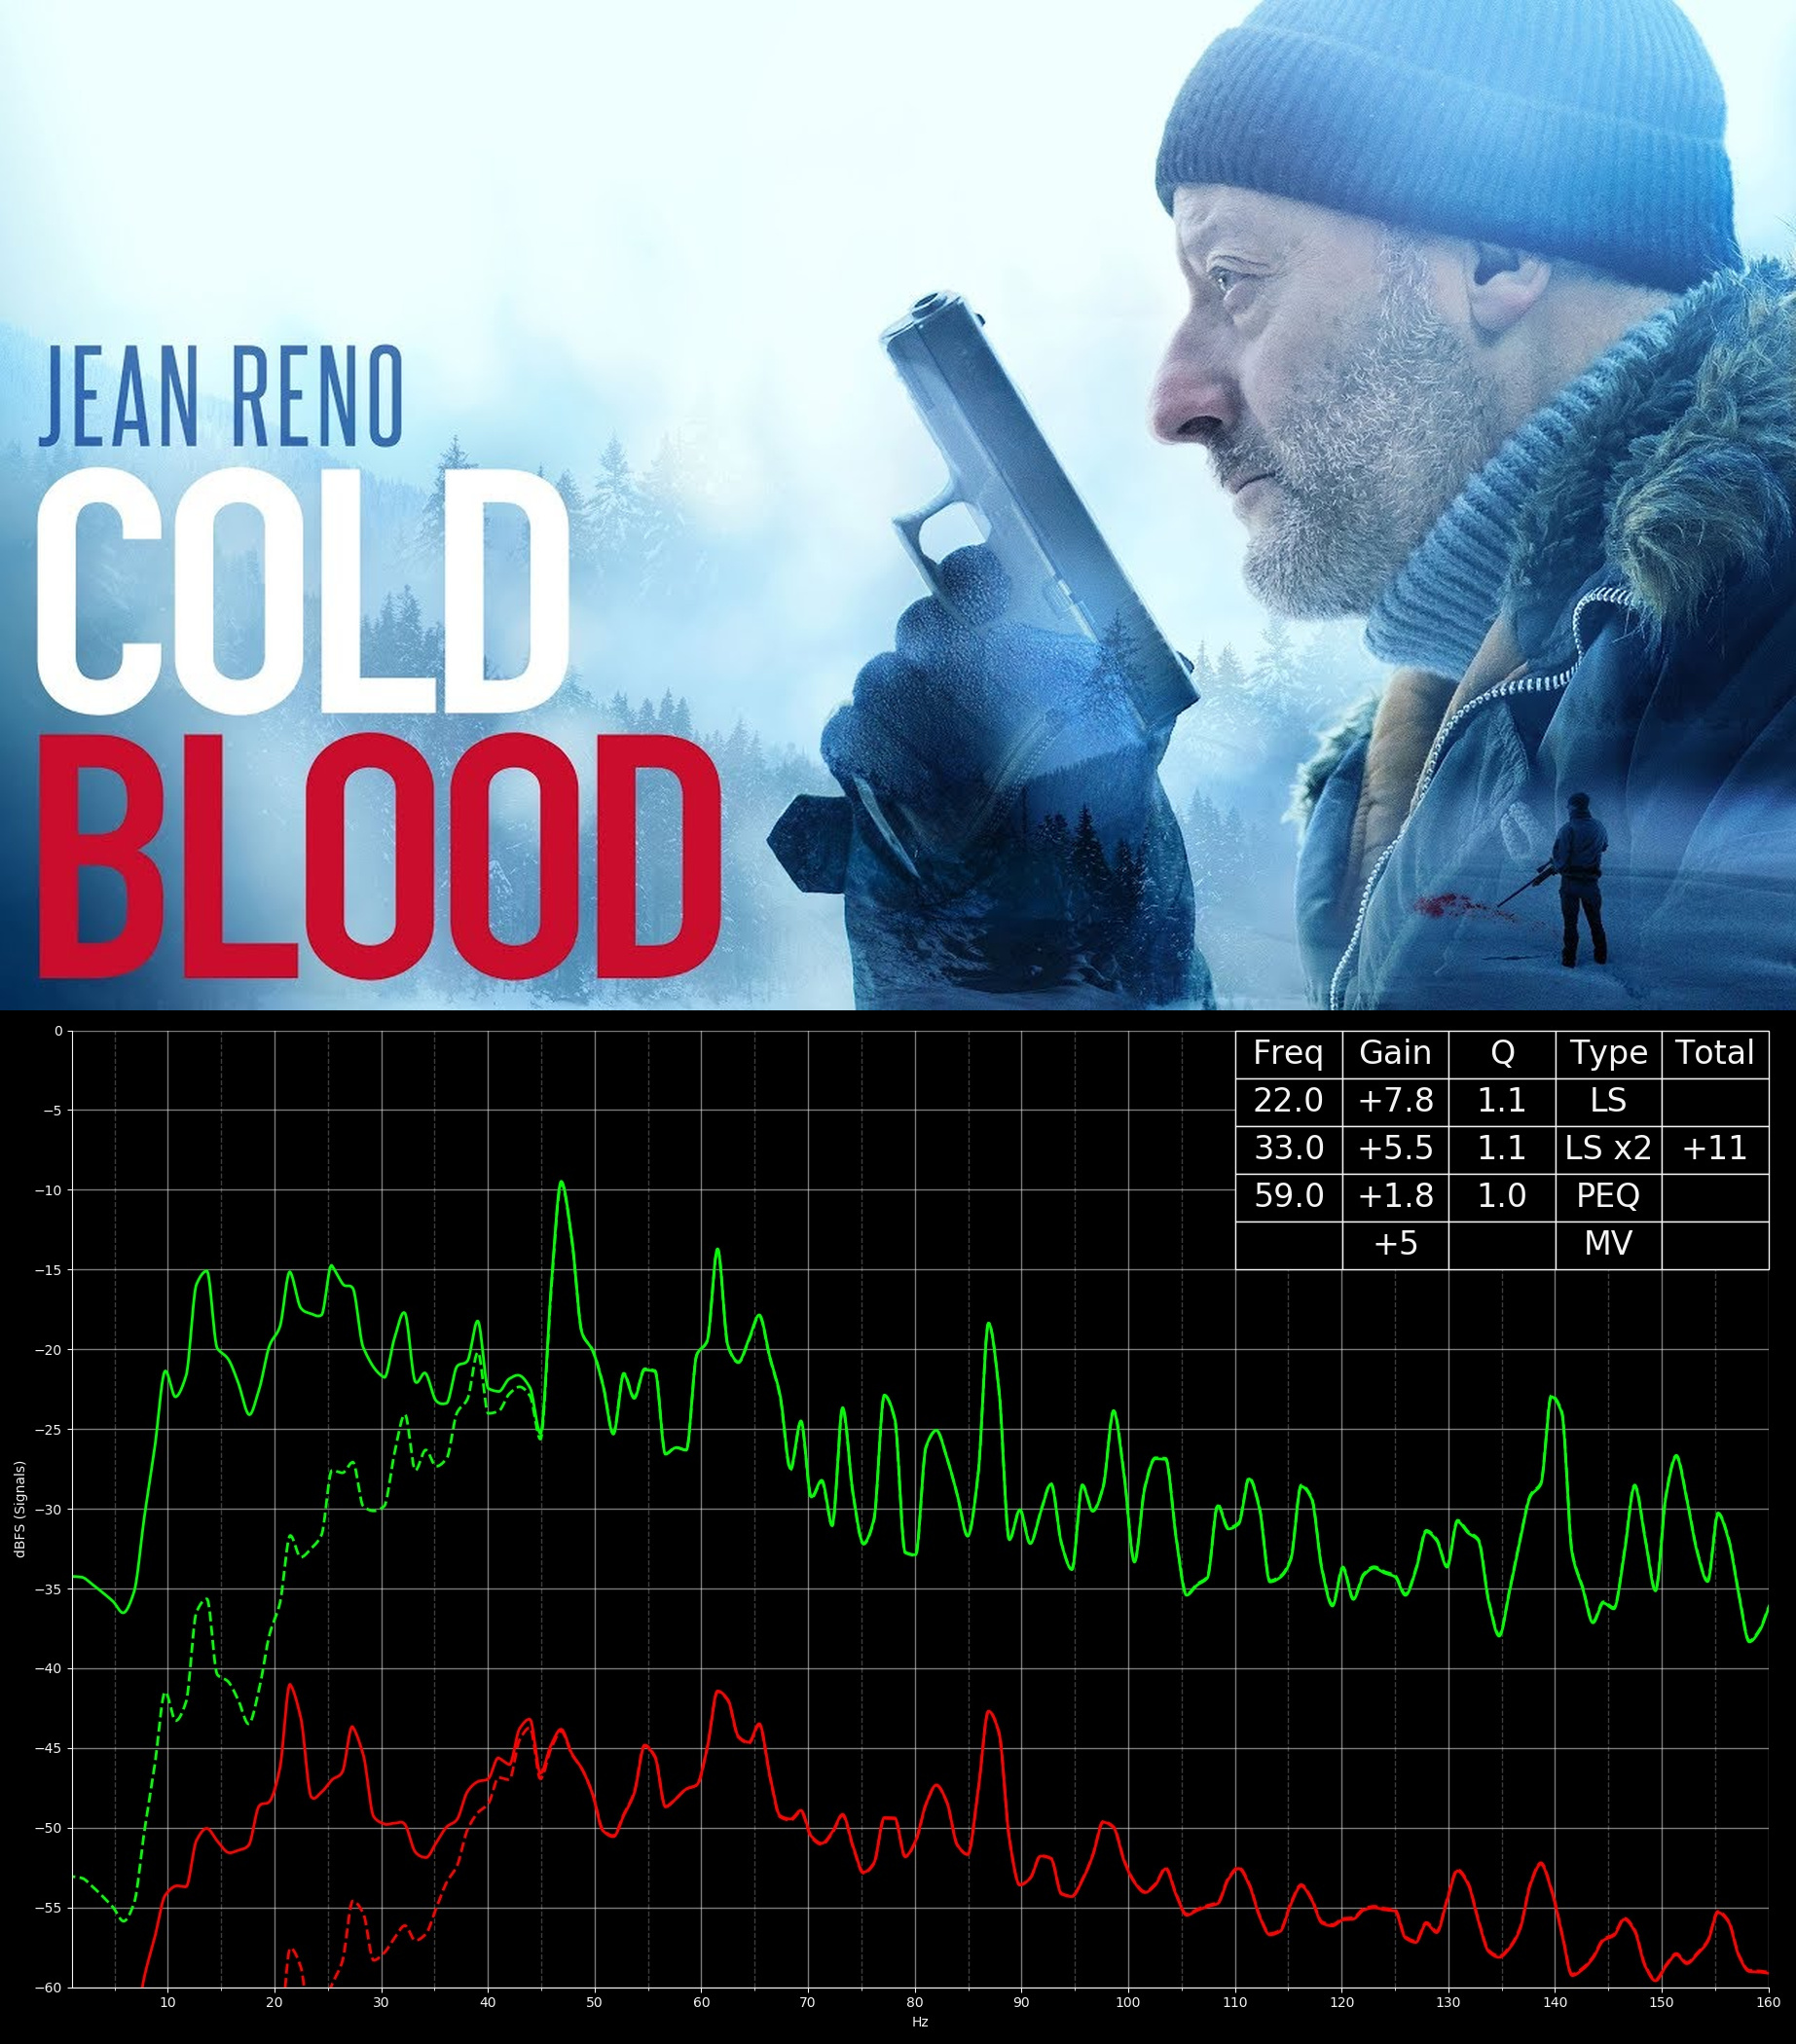 JEAN RENO
COLD
BLOOD
Freq Gain Q Type Total
22.0 +7.8 1.1 LS
33.0 +5.5 1.1 LS x2 +11
59.0 +1.8 1.0 PEQ
+5 MV
0
−5
−10
−15
−20
−25
−30
−35
−40
−45
−50
−55
−60
dBFS (Signals)
10 20 30 40 50 60 70 80 90 100 110 120 130 140 150 160
Hz